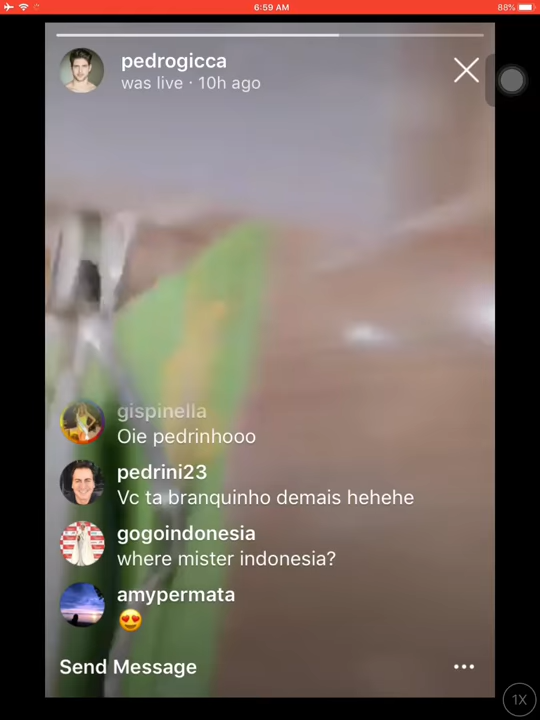 6:59 AM
88%
pedrogicca
was live · 10h ago
gispinella
Oie pedrinhooo
pedrini23
Vc ta branquinho demais hehehe
gogoindonesia
where mister indonesia?
amypermata
😍
Send Message
1X